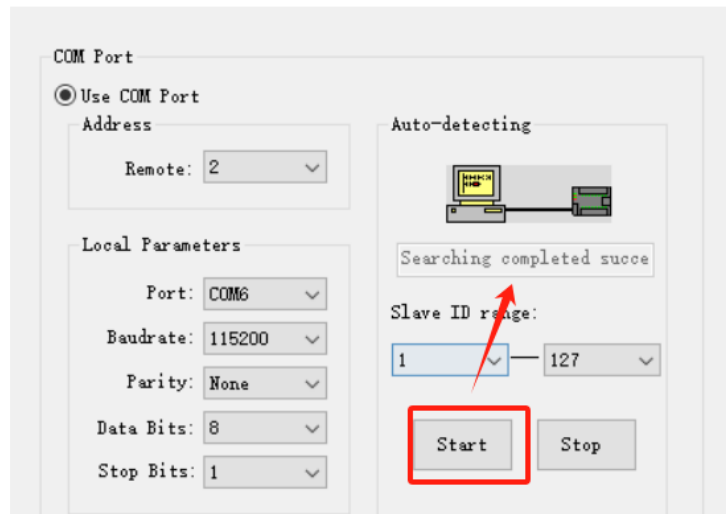 COM Port
Use COM Port
Address
Remote: 2
Local Parameters
Port: COM6
Baudrate: 115200
Parity: None
Data Bits: 8
Stop Bits: 1
Auto-detecting
Searching completed succe
Slave ID range:
1 — 127
Start Stop